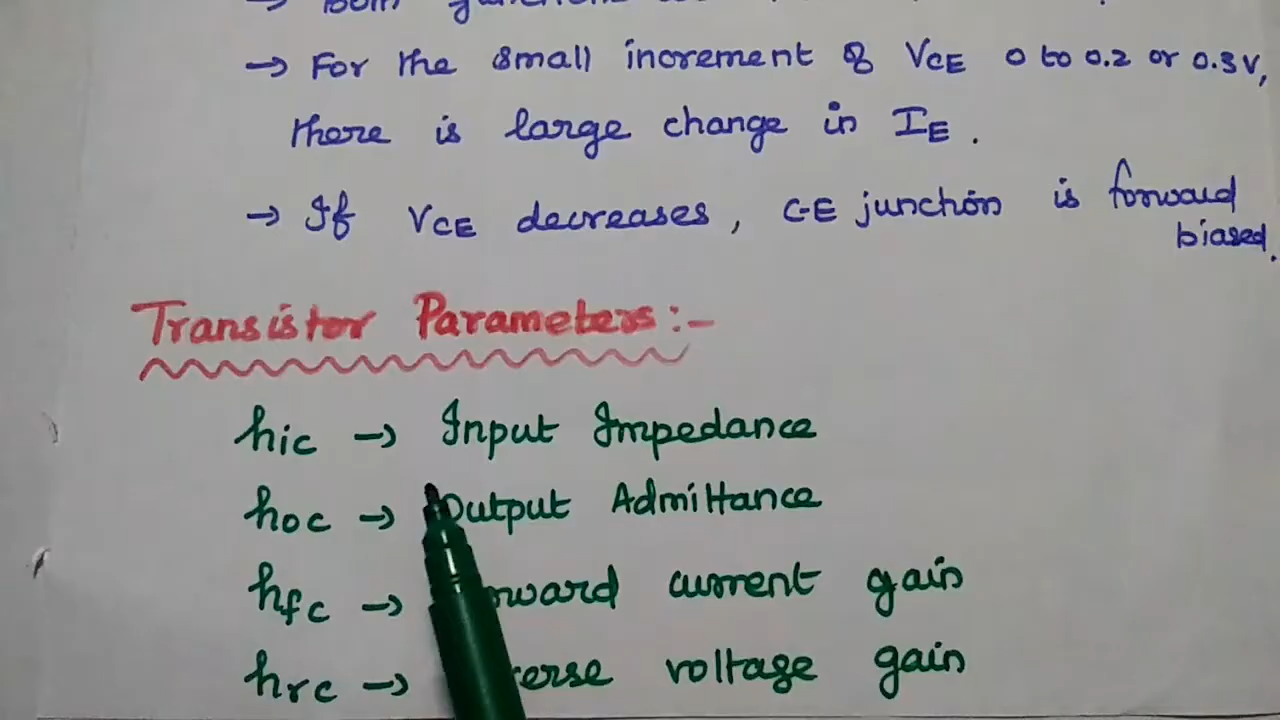 → For the small increment of VCE 0 to 0.2 or 0.3V,
there is large change in IE.
→ If VCE decreases, C-E junction is forward
biased.
Transistor Parameters:-
hic → Input Impedance
hoc → Output Admittance
hfc → rward current gain
hrc → erse voltage gain